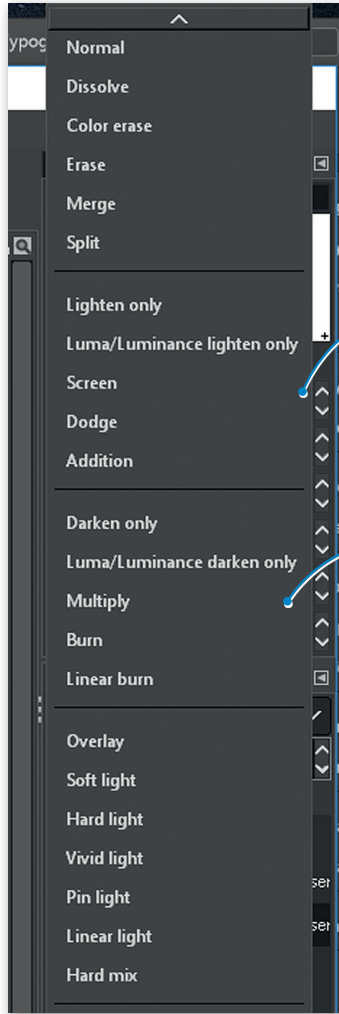 Normal
Dissolve
Color erase
Erase
Merge
Split
Lighten only
Luma/Luminance lighten only
Screen
Dodge
Addition
Darken only
Luma/Luminance darken only
Multiply
Burn
Linear burn
Overlay
Soft light
Hard light
Vivid light
Pin light
Linear light
Hard mix